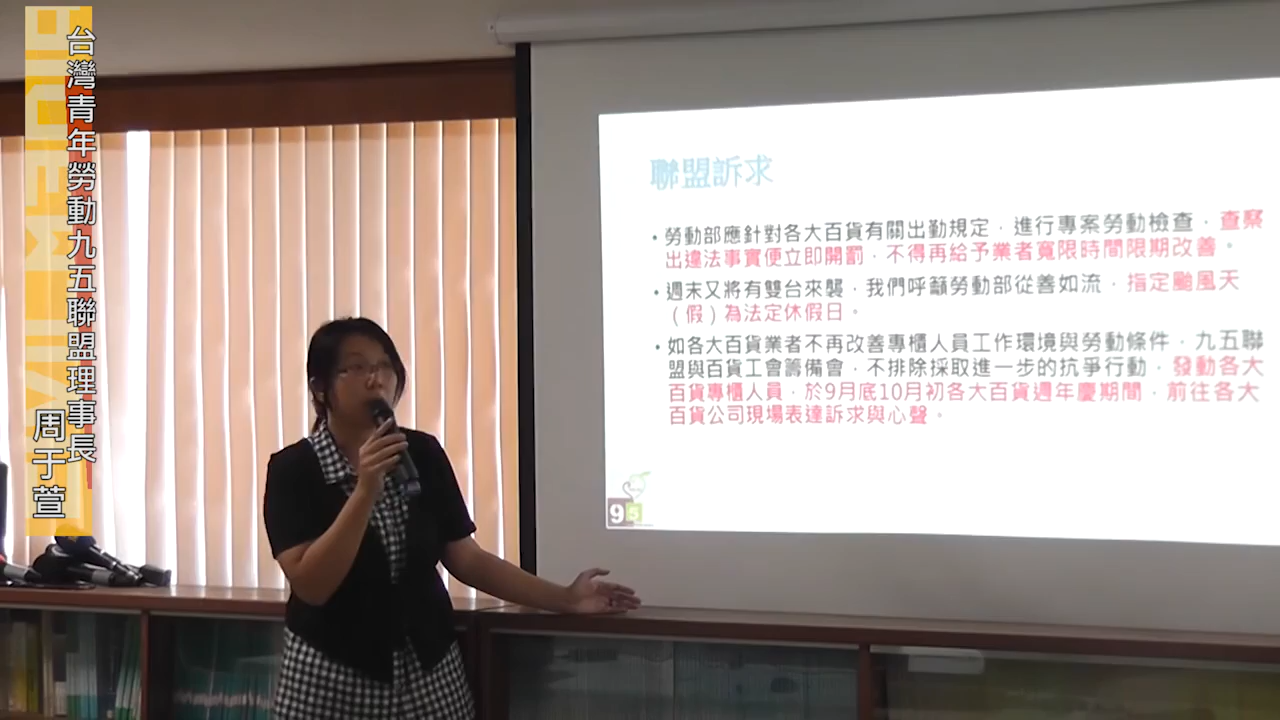 台灣青年勞動九五聯盟理事長
周于萱
聯盟訴求
•勞動部應針對各大百貨有關出勤規定，進行專案勞動檢查，查察
出違法事實便立即開罰，不得再給予業者寬限時間限期改善。
•週末又將有雙台來襲，我們呼籲勞動部從善如流，指定颱風天
（假）為法定休假日。
•如各大百貨業者不再改善專櫃人員工作環境與勞動條件，九五聯
盟與百貨工會籌備會，不排除採取進一步的抗爭行動，發動各大
百貨專櫃人員，於9月底10月初各大百貨週年慶期間，前往各大
百貨公司現場表達訴求與心聲。
95